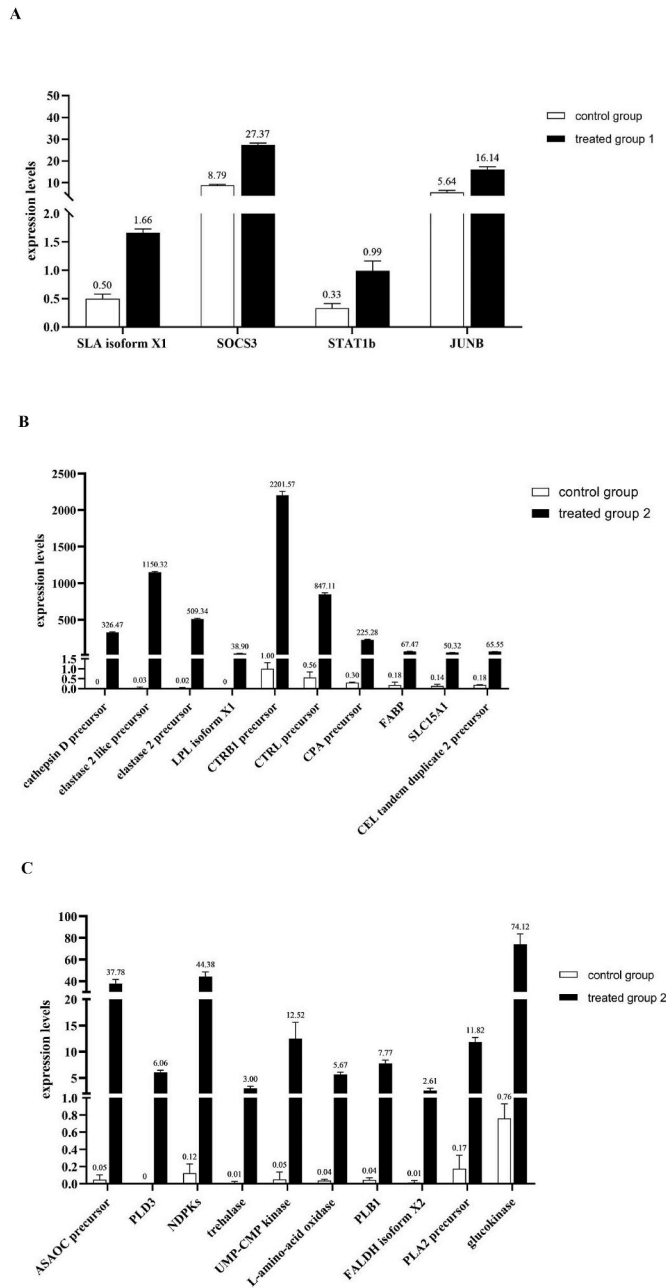 A
control group
treated group 1
expression levels
50
40
30
20
10
2.0
1.5
1.0
0.5
0.0
0.50
1.66
8.79
27.37
0.33
0.99
5.64
16.14
SLA isoform X1
SOCS3
STAT1b
JUNB
B
control group
treated group 2
expression levels
2500
2000
1500
1000
500
1.5
1.0
0.5
0.0
0
326.47
0.03
1150.32
0.02
509.34
0
38.90
1.00
2201.57
0.56
847.11
0.30
225.28
0.18
67.47
0.14
50.32
0.18
65.55
cathepsin D precursor
elastase 2 like precursor
elastase 2 precursor
LPL isoform X1
CTRB1 precursor
CTRL precursor
CPA precursor
FABP
SLC15A1
CEL tandem duplicate 2 precursor
C
control group
treated group 2
expression levels
100
80
60
40
20
15
10
5
1.0
0.8
0.6
0.4
0.2
0.0
0.05
37.78
0
6.06
0.12
44.38
0.01
3.00
0.05
12.52
0.04
5.67
0.04
7.77
0.01
2.61
0.17
11.82
0.76
74.12
ASAOC precursor
PLD3
NDPKs
trehalase
UMP-CMP kinase
L-amino-acid oxidase
PLB1
FALDH isoform X2
PLA2 precursor
glucokinase